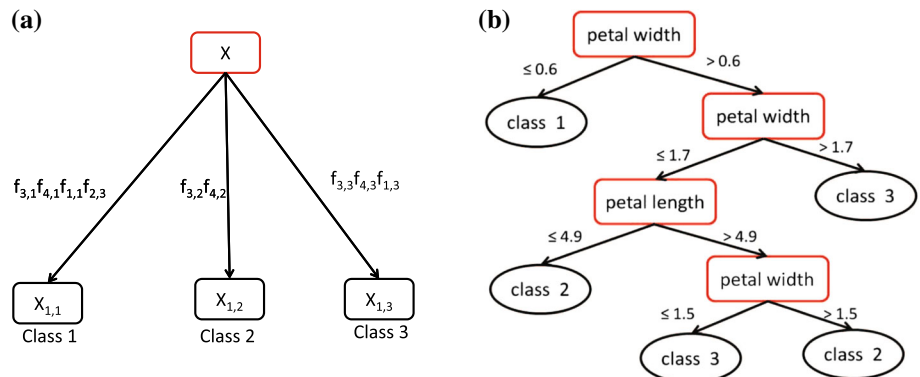 (a)
X
f3,1f4,1f1,1f2,3
f3,2f4,2
f3,3f4,3f1,3
X1,1
X1,2
X1,3
Class 1
Class 2
Class 3
(b)
petal width
≤ 0.6
> 0.6
class 1
petal width
≤ 1.7
> 1.7
petal length
class 3
≤ 4.9
> 4.9
class 2
petal width
≤ 1.5
> 1.5
class 3
class 2